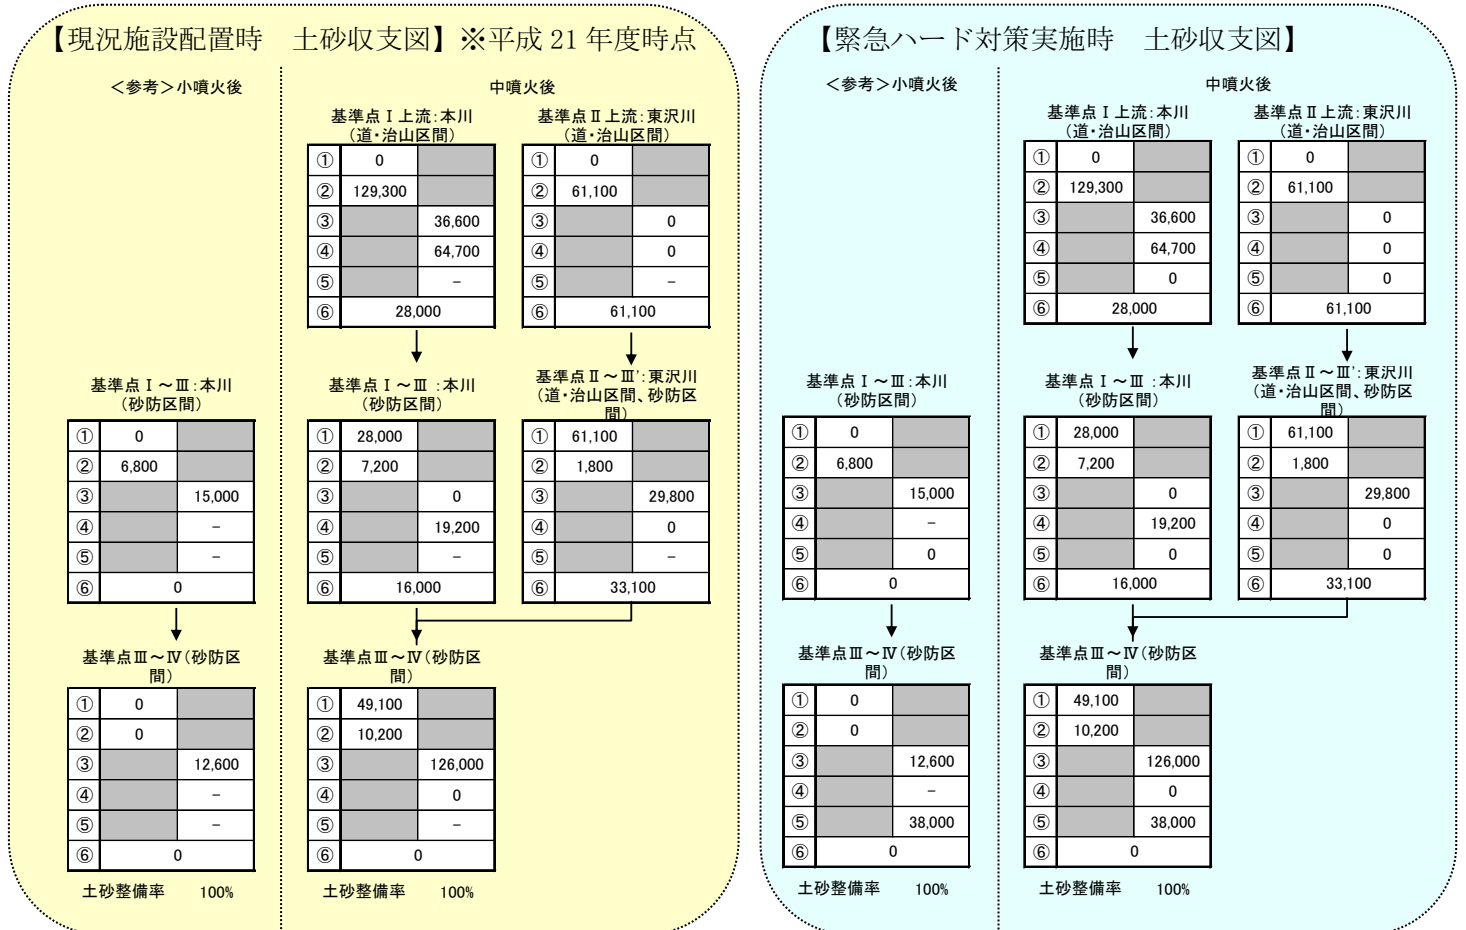 【現況施設配置時　土砂収支図】※平成 21 年度時点
＜参考＞小噴火後
中噴火後
基準点Ⅰ上流:本川
（道・治山区間）
① 0
② 129,300
③ 36,600
④ 64,700
⑤ －
⑥ 28,000
基準点Ⅱ上流:東沢川
（道・治山区間）
① 0
② 61,100
③ 0
④ 0
⑤ －
⑥ 61,100
基準点Ⅰ～Ⅲ:本川
（砂防区間）
① 0
② 6,800
③ 15,000
④ －
⑤ －
⑥ 0
基準点Ⅰ～Ⅲ:本川
（砂防区間）
① 28,000
② 7,200
③ 0
④ 19,200
⑤ －
⑥ 16,000
基準点Ⅱ～Ⅲ':東沢川
（道・治山区間、砂防区
間）
① 61,100
② 1,800
③ 29,800
④ 0
⑤ －
⑥ 33,100
基準点Ⅲ～Ⅳ（砂防区
間）
① 0
② 0
③ 12,600
④ －
⑤ －
⑥ 0
土砂整備率　100%
基準点Ⅲ～Ⅳ（砂防区
間）
① 49,100
② 10,200
③ 126,000
④ 0
⑤ －
⑥ 0
土砂整備率　100%
【緊急ハード対策実施時　土砂収支図】
＜参考＞小噴火後
中噴火後
基準点Ⅰ上流:本川
（道・治山区間）
① 0
② 129,300
③ 36,600
④ 64,700
⑤ 0
⑥ 28,000
基準点Ⅱ上流:東沢川
（道・治山区間）
① 0
② 61,100
③ 0
④ 0
⑤ 0
⑥ 61,100
基準点Ⅰ～Ⅲ:本川
（砂防区間）
① 0
② 6,800
③ 15,000
④ －
⑤ 0
⑥ 0
基準点Ⅰ～Ⅲ :本川
（砂防区間）
① 28,000
② 7,200
③ 0
④ 19,200
⑤ 0
⑥ 16,000
基準点Ⅱ～Ⅲ':東沢川
（道・治山区間、砂防区
間）
① 61,100
② 1,800
③ 29,800
④ 0
⑤ 0
⑥ 33,100
基準点Ⅲ～Ⅳ（砂防区
間）
① 0
② 0
③ 12,600
④ －
⑤ 38,000
⑥ 0
土砂整備率　100%
基準点Ⅲ～Ⅳ（砂防区
間）
① 49,100
② 10,200
③ 126,000
④ 0
⑤ 38,000
⑥ 0
土砂整備率　100%